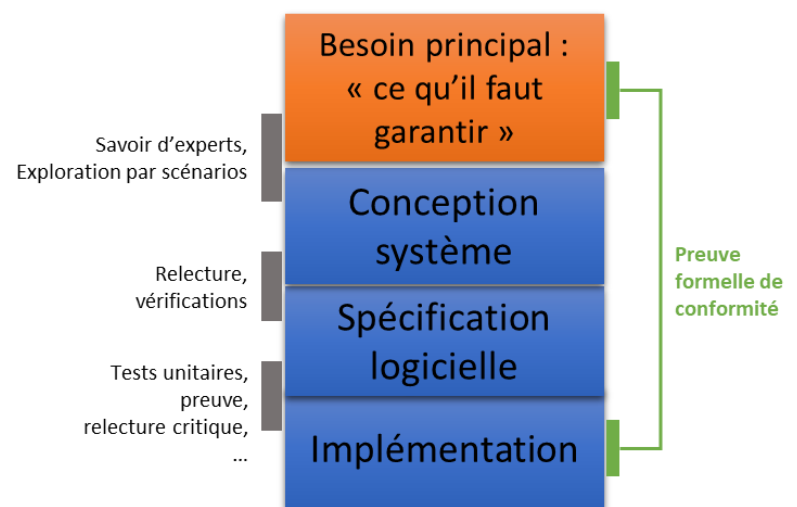 Besoin principal :
« ce qu’il faut
garantir »
Savoir d’experts,
Exploration par scénarios
Conception
système
Relecture,
vérifications
Spécification
logicielle
Tests unitaires,
preuve,
relecture critique,
...
Implémentation
Preuve
formelle de
conformité